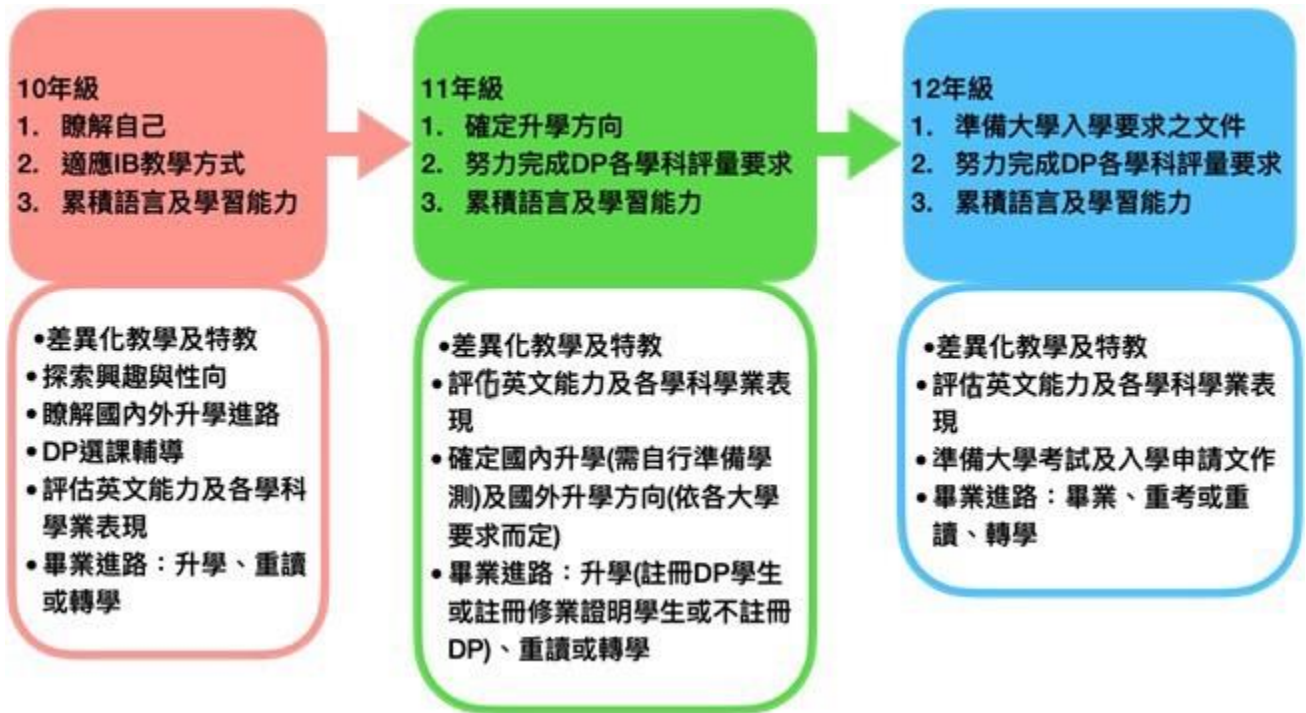 10年級
1. 瞭解自己
2. 適應IB教學方式
3. 累積語言及學習能力
•差異化教學及特教
•探索興趣與性向
•瞭解國內外升學進路
•DP選課輔導
•評估英文能力及各學科
學業表現
•畢業進路：升學、重讀
或轉學
11年級
1. 確定升學方向
2. 努力完成DP各學科評量要求
3. 累積語言及學習能力
•差異化教學及特教
•評估英文能力及各學科學業表
現
•確定國內升學(需自行準備學
測)及國外升學方向(依各大學
要求而定)
•畢業進路：升學(註冊DP學生
或註冊修業證明學生或不註冊
DP)、重讀或轉學
12年級
1. 準備大學入學要求之文件
2. 努力完成DP各學科評量要求
3. 累積語言及學習能力
•差異化教學及特教
•評估英文能力及各學科學業表
現
•準備大學考試及入學申請文作
•畢業進路：畢業、重考或重
讀、轉學